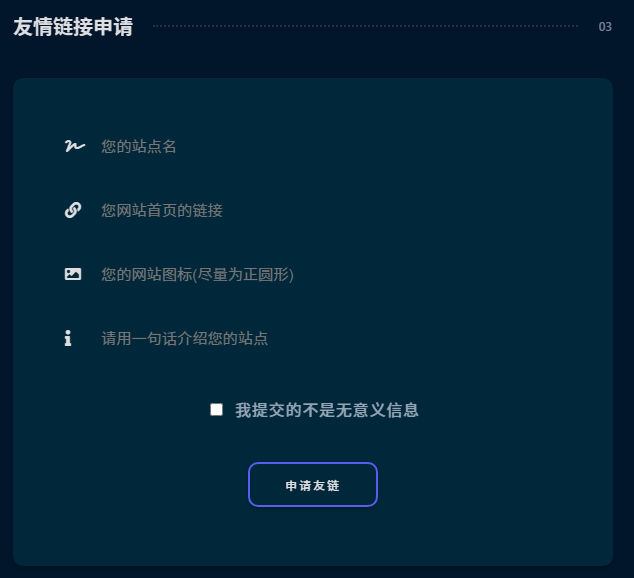 友情链接申请
03
您的站点名
您网站首页的链接
您的网站图标(尽量为正圆形)
请用一句话介绍您的站点
我提交的不是无意义信息
申请友链